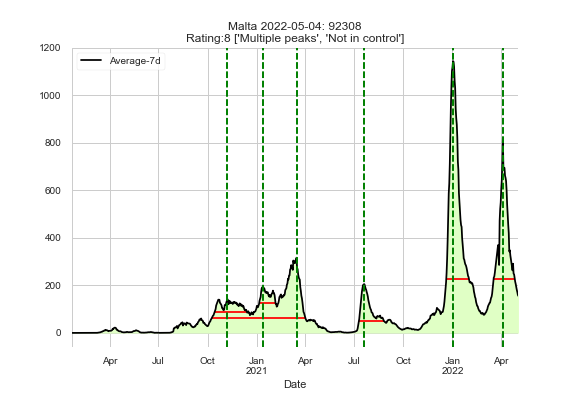 Malta 2022-05-04: 92308
Rating:8 ['Multiple peaks', 'Not in control']
Average-7d
1200
1000
800
600
400
200
0
Apr Jul Oct Jan Apr Jul Oct Jan Apr
2021 2022
Date